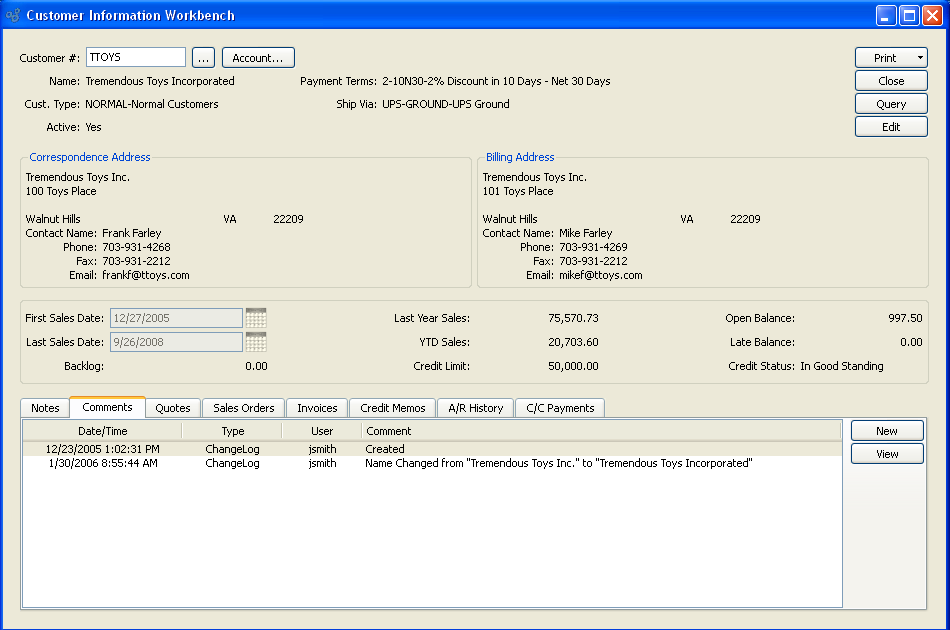 Customer Information Workbench
Customer #: TTOYS ... Account... Print
Name: Tremendous Toys Incorporated Payment Terms: 2-10N30-2% Discount in 10 Days - Net 30 Days Close
Cust. Type: NORMAL-Normal Customers Ship Via: UPS-GROUND-UPS Ground Query
Active: Yes Edit
Correspondence Address
Tremendous Toys Inc.
100 Toys Place
Walnut Hills VA 22209
Contact Name: Frank Farley
Phone: 703-931-4268
Fax: 703-931-2212
Email: frankf@ttoys.com
Billing Address
Tremendous Toys Inc.
101 Toys Place
Walnut Hills VA 22209
Contact Name: Mike Farley
Phone: 703-931-4269
Fax: 703-931-2212
Email: mikef@ttoys.com
First Sales Date: 12/27/2005 Last Year Sales: 75,570.73 Open Balance: 997.50
Last Sales Date: 9/26/2008 YTD Sales: 20,703.60 Late Balance: 0.00
Backlog: 0.00 Credit Limit: 50,000.00 Credit Status: In Good Standing
Notes Comments Quotes Sales Orders Invoices Credit Memos A/R History C/C Payments
Date/Time Type User Comment New
12/23/2005 1:02:31 PM ChangeLog jsmith Created View
1/30/2006 8:55:44 AM ChangeLog jsmith Name Changed from "Tremendous Toys Inc." to "Tremendous Toys Incorporated"